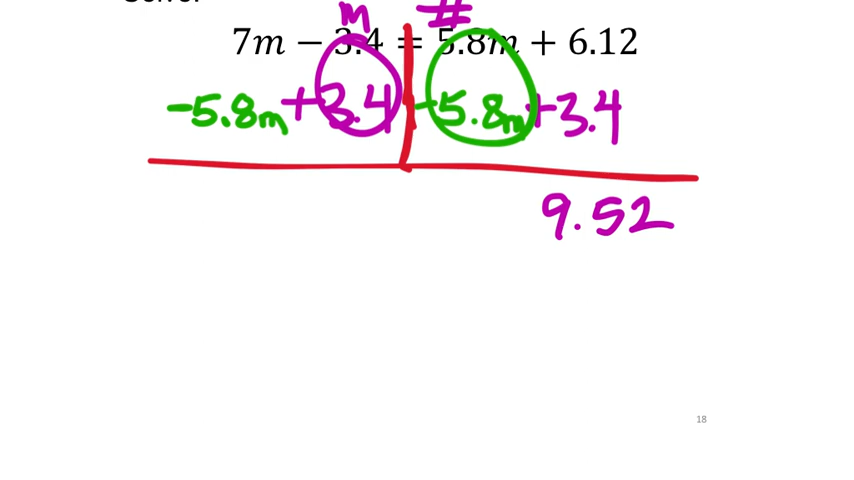 m #
7m − 3.4 = 5.8m + 6.12
-5.8m +3.4 -5.8m +3.4
9.52
18